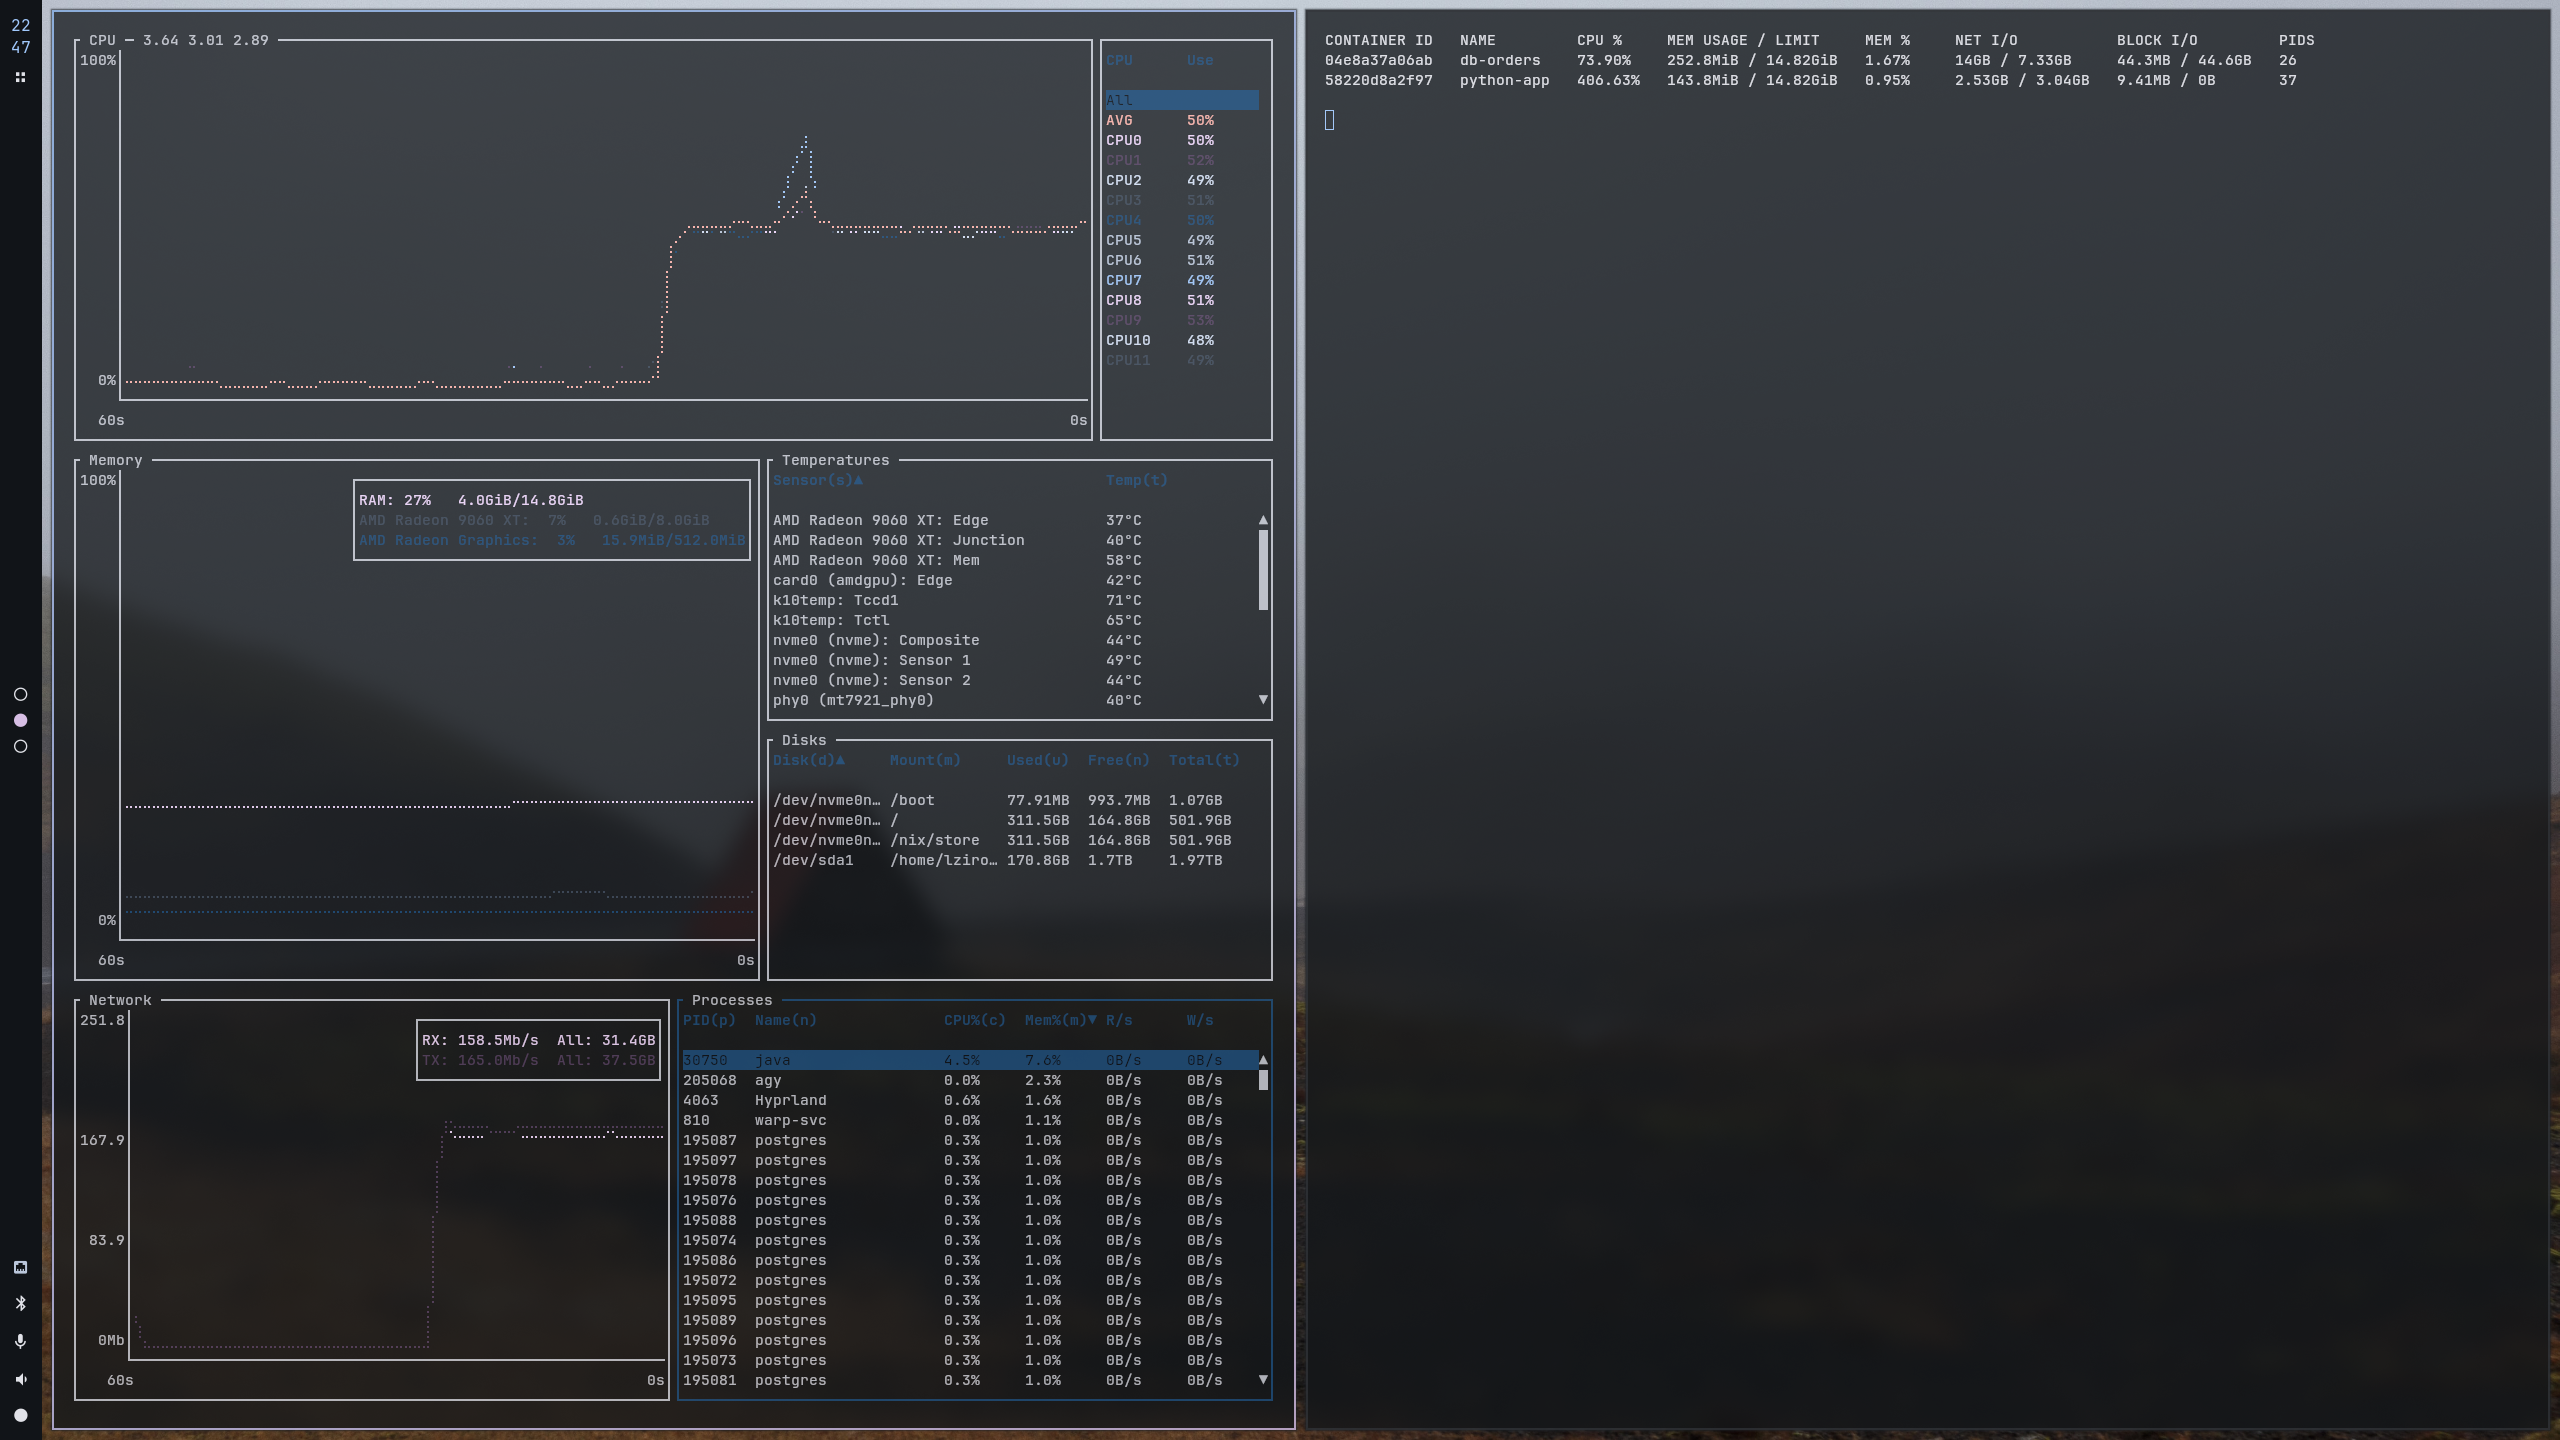 22
47
CPU — 3.64 3.01 2.89
100%
0%
60s 0s
CPU Use
All
AVG 50%
CPU0 50%
CPU1 52%
CPU2 49%
CPU3 51%
CPU4 50%
CPU5 49%
CPU6 51%
CPU7 49%
CPU8 51%
CPU9 53%
CPU10 48%
CPU11 49%
Memory
100%
RAM: 27% 4.0GiB/14.8GiB
AMD Radeon 9060 XT: 7% 0.6GiB/8.0GiB
AMD Radeon Graphics: 3% 15.9MiB/512.0MiB
0%
60s 0s
Temperatures
Sensor(s)▲ Temp(t)
AMD Radeon 9060 XT: Edge 37°C
AMD Radeon 9060 XT: Junction 40°C
AMD Radeon 9060 XT: Mem 58°C
card0 (amdgpu): Edge 42°C
k10temp: Tccd1 71°C
k10temp: Tctl 65°C
nvme0 (nvme): Composite 44°C
nvme0 (nvme): Sensor 1 49°C
nvme0 (nvme): Sensor 2 44°C
phy0 (mt7921_phy0) 40°C
Disks
Disk(d)▲ Mount(m) Used(u) Free(n) Total(t)
/dev/nvme0n… /boot 77.91MB 993.7MB 1.07GB
/dev/nvme0n… / 311.5GB 164.8GB 501.9GB
/dev/nvme0n… /nix/store 311.5GB 164.8GB 501.9GB
/dev/sda1 /home/lziro… 170.8GB 1.7TB 1.97TB
Network
251.8
RX: 158.5Mb/s All: 31.4GB
TX: 165.0Mb/s All: 37.5GB
167.9
83.9
0Mb
60s 0s
Processes
PID(p) Name(n) CPU%(c) Mem%(m)▼ R/s W/s
30750 java 4.5% 7.6% 0B/s 0B/s
205068 agy 0.0% 2.3% 0B/s 0B/s
4063 Hyprland 0.6% 1.6% 0B/s 0B/s
810 warp-svc 0.0% 1.1% 0B/s 0B/s
195087 postgres 0.3% 1.0% 0B/s 0B/s
195097 postgres 0.3% 1.0% 0B/s 0B/s
195078 postgres 0.3% 1.0% 0B/s 0B/s
195076 postgres 0.3% 1.0% 0B/s 0B/s
195088 postgres 0.3% 1.0% 0B/s 0B/s
195074 postgres 0.3% 1.0% 0B/s 0B/s
195086 postgres 0.3% 1.0% 0B/s 0B/s
195072 postgres 0.3% 1.0% 0B/s 0B/s
195095 postgres 0.3% 1.0% 0B/s 0B/s
195089 postgres 0.3% 1.0% 0B/s 0B/s
195096 postgres 0.3% 1.0% 0B/s 0B/s
195073 postgres 0.3% 1.0% 0B/s 0B/s
195081 postgres 0.3% 1.0% 0B/s 0B/s
CONTAINER ID NAME CPU % MEM USAGE / LIMIT MEM % NET I/O BLOCK I/O PIDS
04e8a37a06ab db-orders 73.90% 252.8MiB / 14.82GiB 1.67% 14GB / 7.33GB 44.3MB / 44.6GB 26
58220d8a2f97 python-app 406.63% 143.8MiB / 14.82GiB 0.95% 2.53GB / 3.04GB 9.41MB / 0B 37